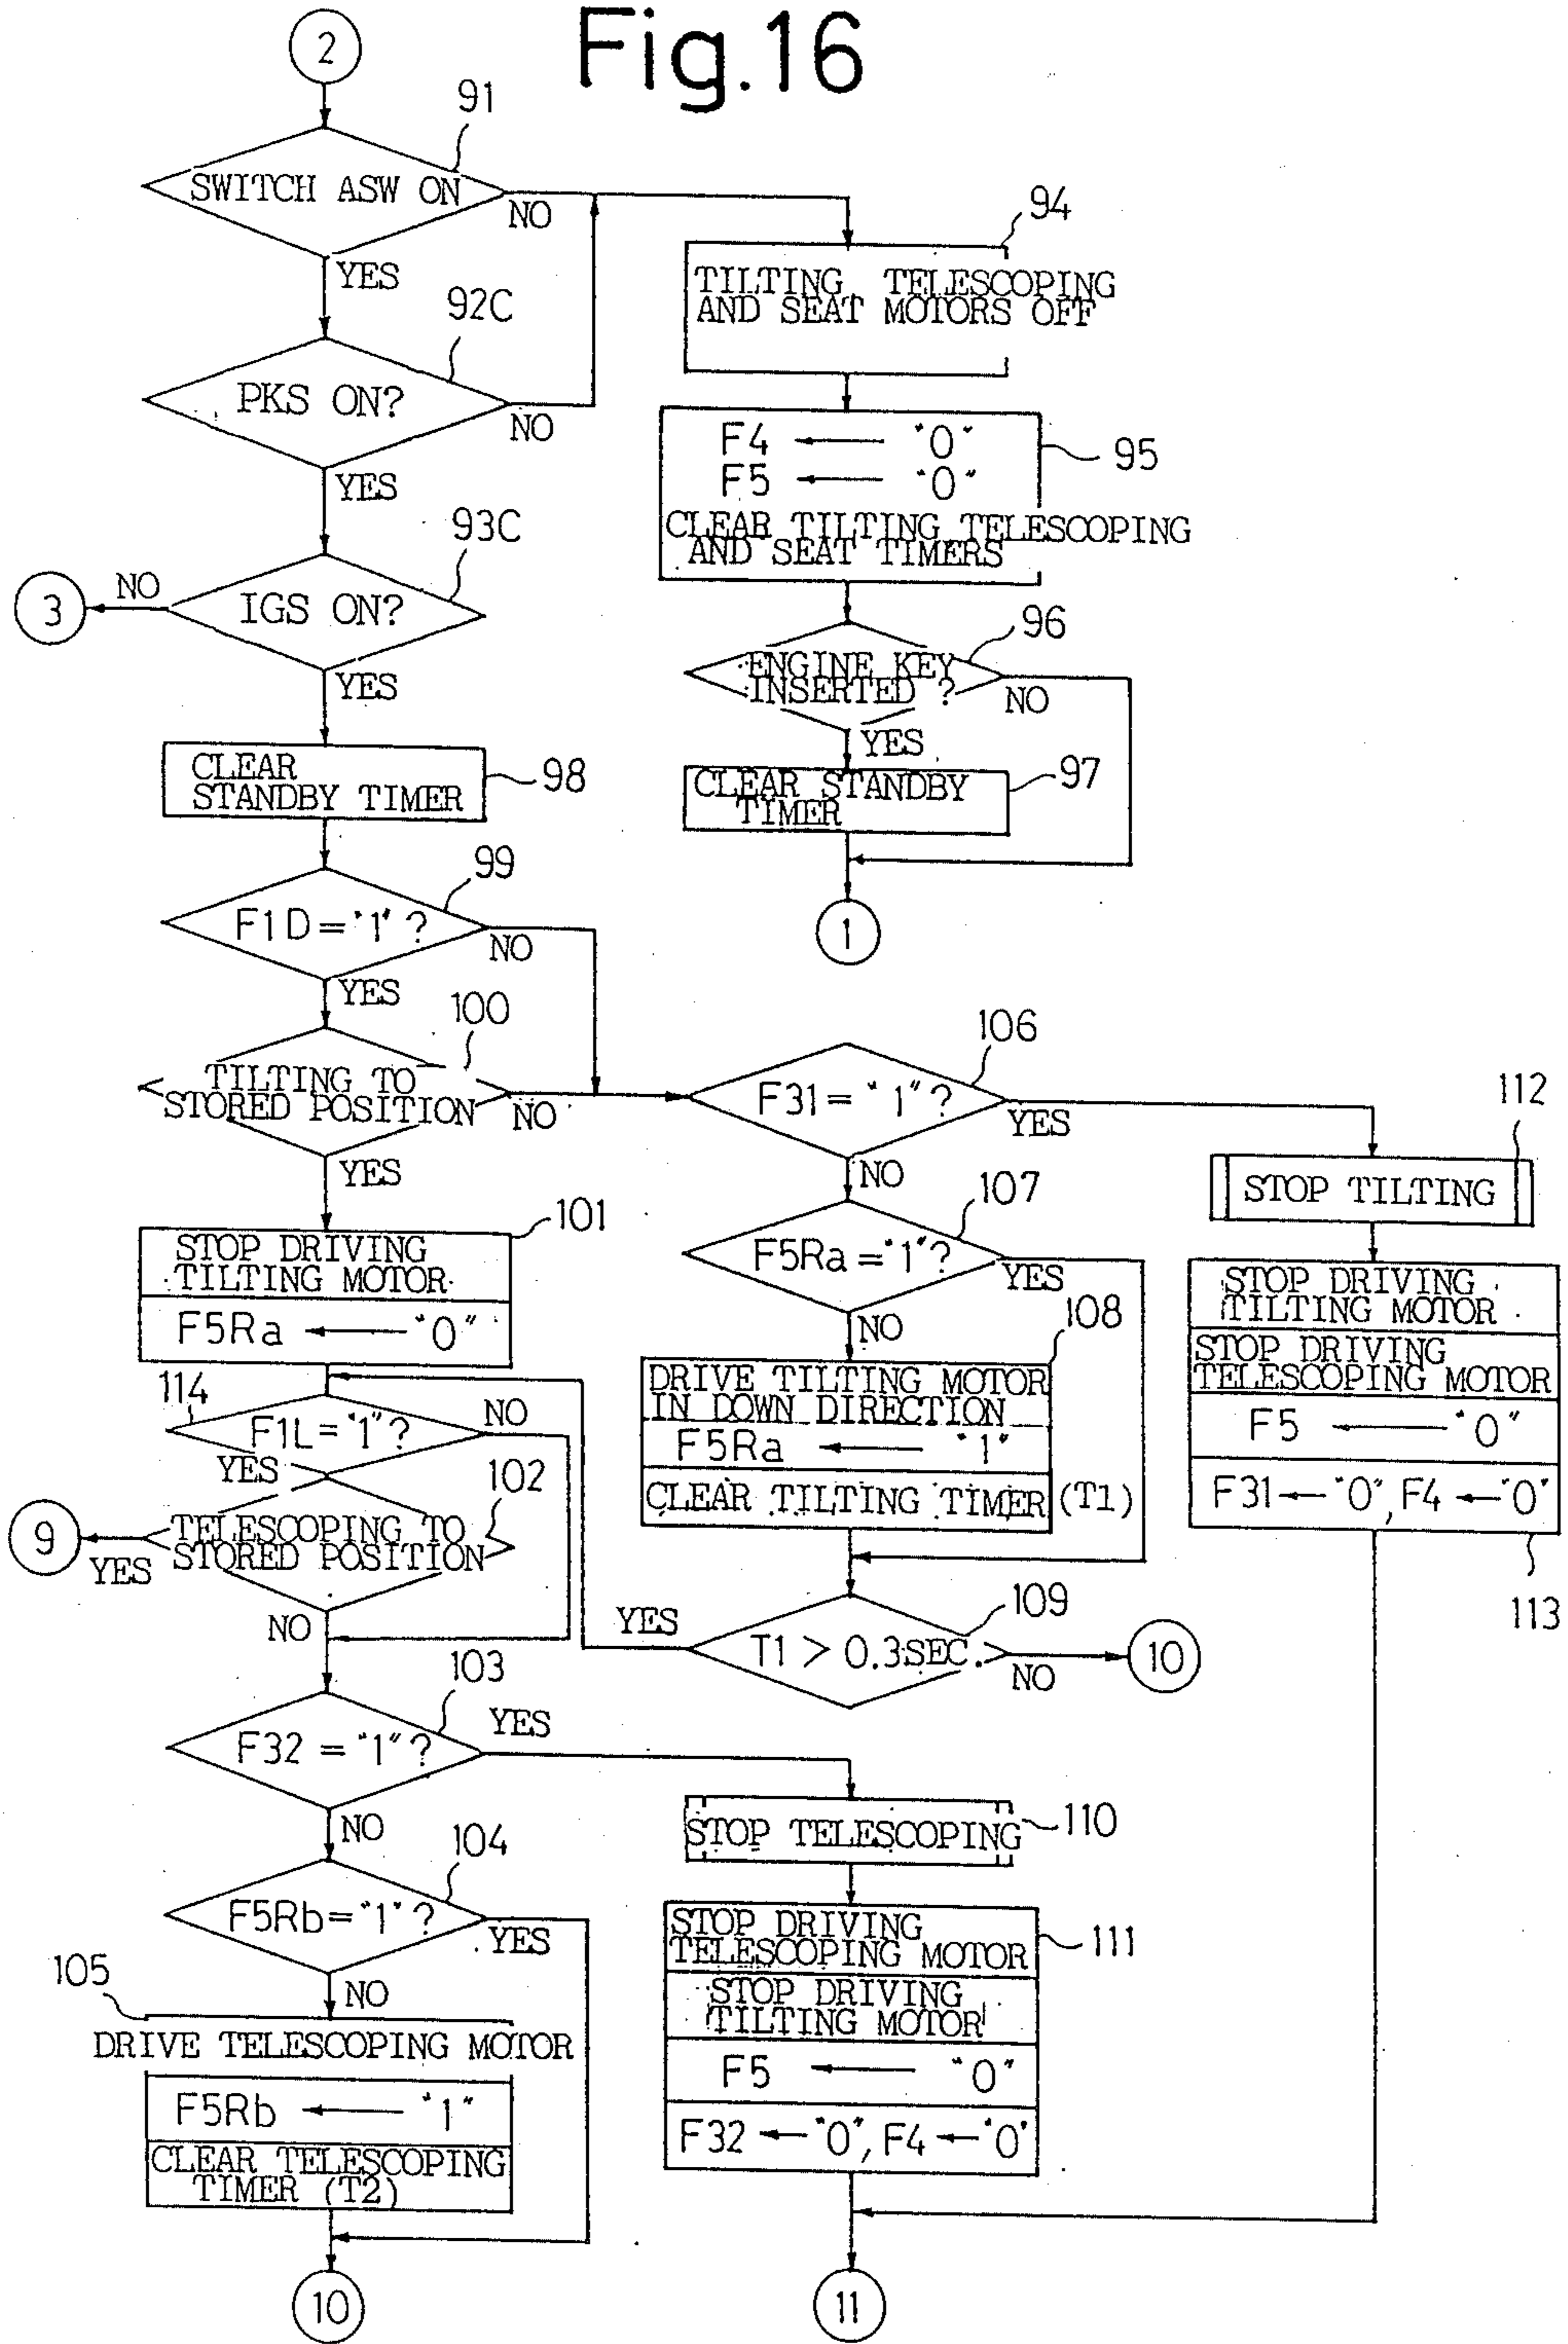 Fig.16
2
91
SWITCH ASW ON
NO
YES
92C
PKS ON?
NO
YES
93C
IGS ON?
NO
3
YES
94
TILTING TELESCOPING
AND SEAT MOTORS OFF
F4 ← "0"
F5 ← "0"
CLEAR TILTING TELESCOPING
AND SEAT TIMERS
95
96
ENGINE KEY
INSERTED ?
NO
YES
CLEAR STANDBY
TIMER
97
1
CLEAR
STANDBY TIMER
98
99
F1D="1"?
NO
YES
100
TILTING TO
STORED POSITION
NO
YES
101
STOP DRIVING
TILTING MOTOR
F5Ra ← "0"
106
F31="1"?
YES
NO
107
F5Ra="1"?
YES
NO
108
DRIVE TILTING MOTOR
IN DOWN DIRECTION
F5Ra ← "1"
CLEAR TILTING TIMER (T1)
109
T1 > 0.3SEC.
YES
NO
10
112
STOP TILTING
STOP DRIVING
TILTING MOTOR
STOP DRIVING
TELESCOPING MOTOR
F5 ← "0"
F31←"0", F4←"0"
113
114
F1L="1"?
NO
YES
102
TELESCOPING TO
STORED POSITION
9
YES
NO
103
F32="1"?
YES
NO
104
F5Rb="1"?
YES
NO
105
DRIVE TELESCOPING MOTOR
F5Rb ← "1"
CLEAR TELESCOPING
TIMER (T2)
10
STOP TELESCOPING
110
STOP DRIVING
TELESCOPING MOTOR
111
STOP DRIVING
TILTING MOTOR
F5 ← "0"
F32←"0", F4←"0"
11